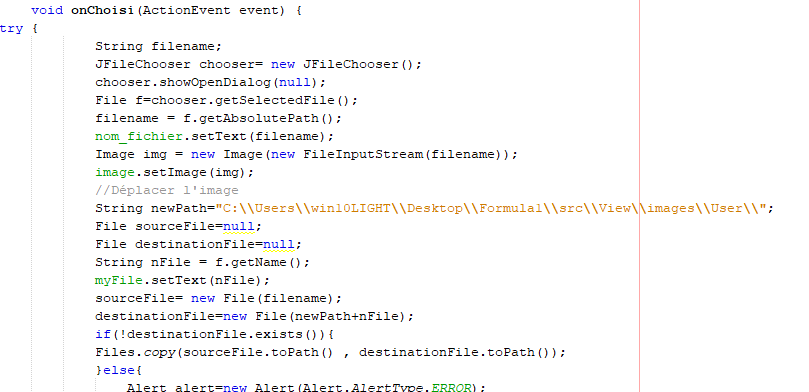 void onChoisi(ActionEvent event) {
try {
String filename;
JFileChooser chooser= new JFileChooser();
chooser.showOpenDialog(null);
File f=chooser.getSelectedFile();
filename = f.getAbsolutePath();
nom_fichier.setText(filename);
Image img = new Image(new FileInputStream(filename));
image.setImage(img);
//Déplacer l'image
String newPath="C:\\Users\\win10LIGHT\\Desktop\\Formula1\\src\\View\\images\\User\\";
File sourceFile=null;
File destinationFile=null;
String nFile = f.getName();
myFile.setText(nFile);
sourceFile= new File(filename);
destinationFile=new File(newPath+nFile);
if(!destinationFile.exists()){
Files.copy(sourceFile.toPath() , destinationFile.toPath());
}else{
Alert alert=new Alert(Alert.AlertType.ERROR);